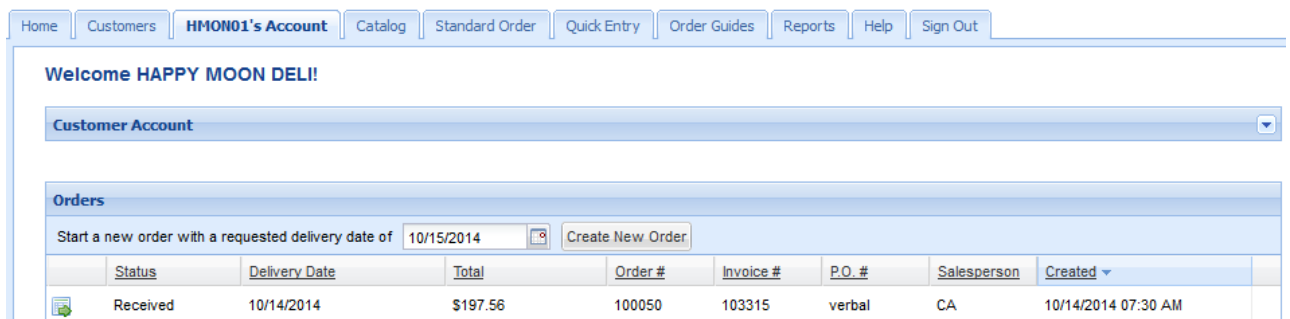 Home Customers HMON01's Account Catalog Standard Order Quick Entry Order Guides Reports Help Sign Out
Welcome HAPPY MOON DELI!
Customer Account
Orders
Start a new order with a requested delivery date of 10/15/2014 Create New Order
Status Delivery Date Total Order # Invoice # P.O. # Salesperson Created
Received 10/14/2014 $197.56 100050 103315 verbal CA 10/14/2014 07:30 AM